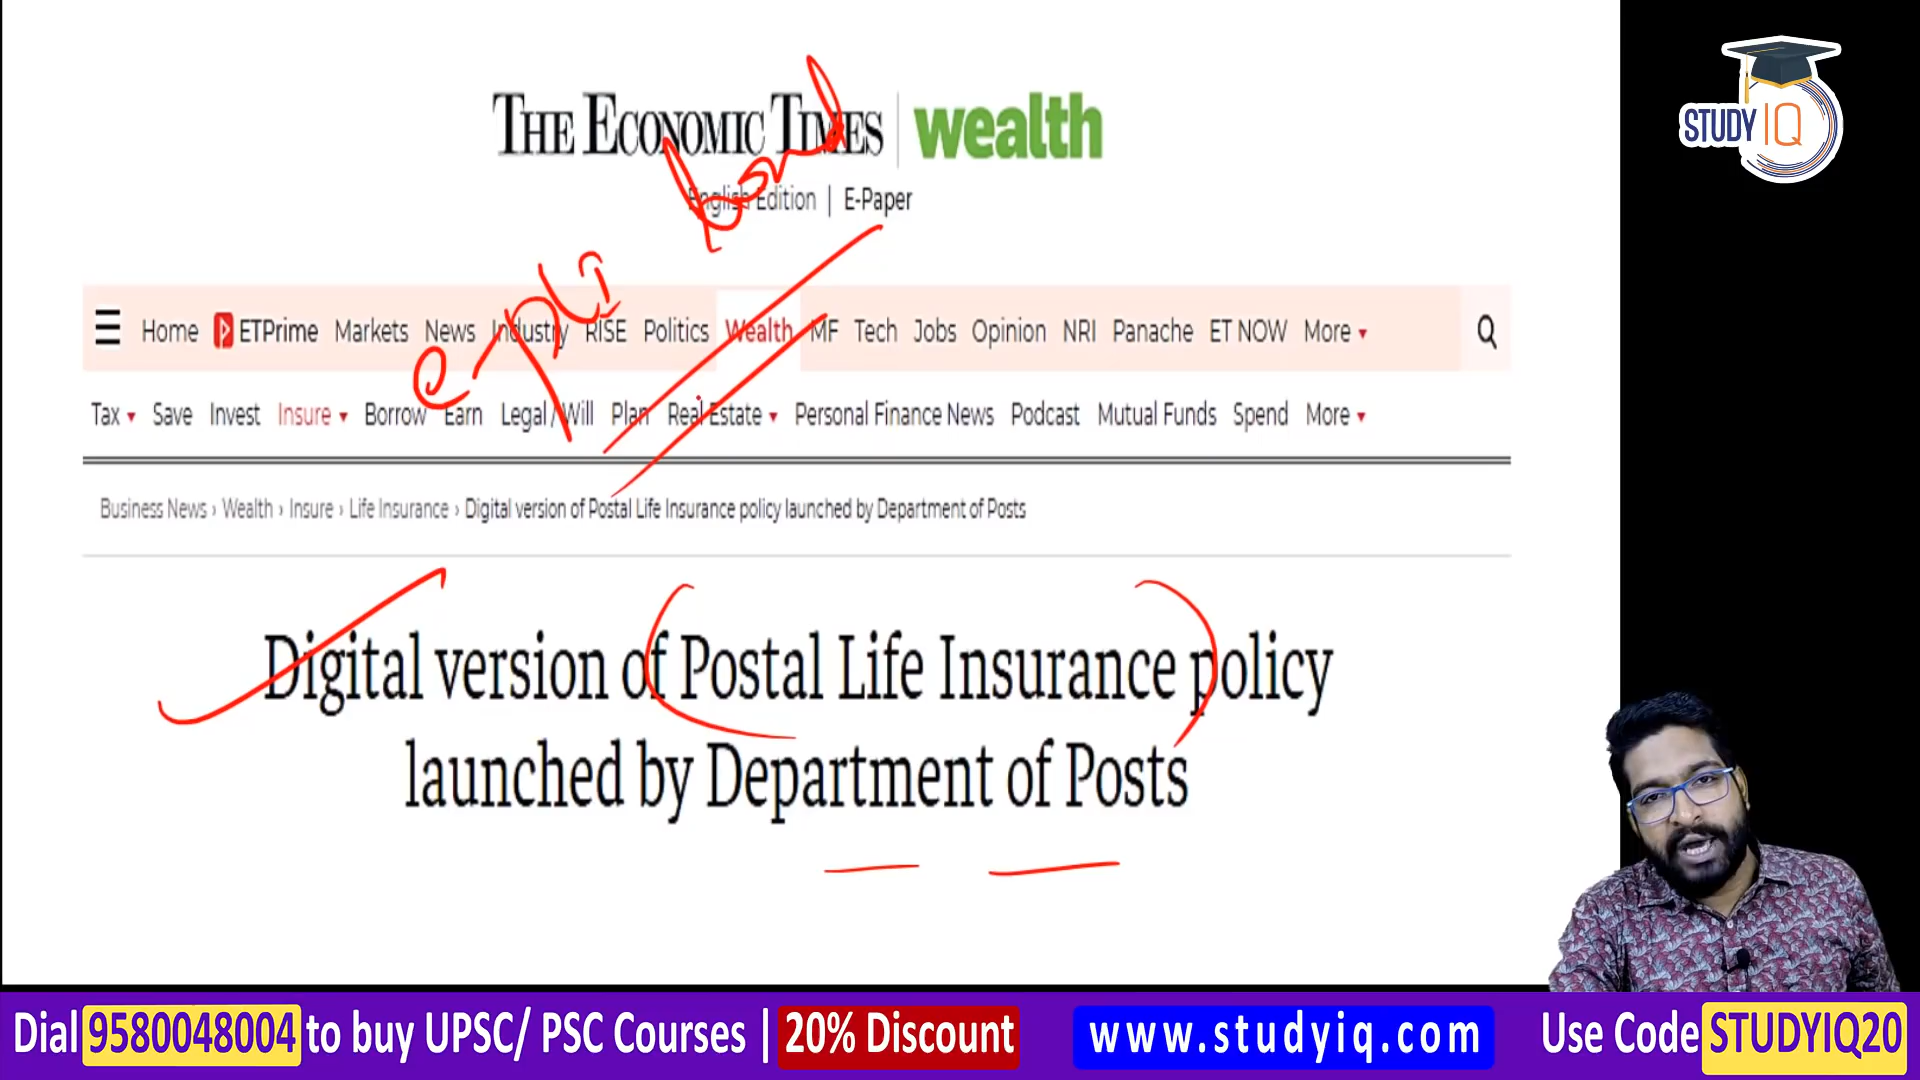 THE ECONOMIC TIMES | wealth
English Edition | E-Paper
e-pli bond
Home ETPrime Markets News Industry RISE Politics Wealth MF Tech Jobs Opinion NRI Panache ET NOW More
Tax Save Invest Insure Borrow Earn Legal/Will Plan Real Estate Personal Finance News Podcast Mutual Funds Spend More
Business News › Wealth › Insure › Life Insurance › Digital version of Postal Life Insurance policy launched by Department of Posts
Digital version of Postal Life Insurance policy
launched by Department of Posts
STUDY IQ
Dial 9580048004 to buy UPSC/ PSC Courses | 20% Discount www.studyiq.com Use Code STUDYIQ20